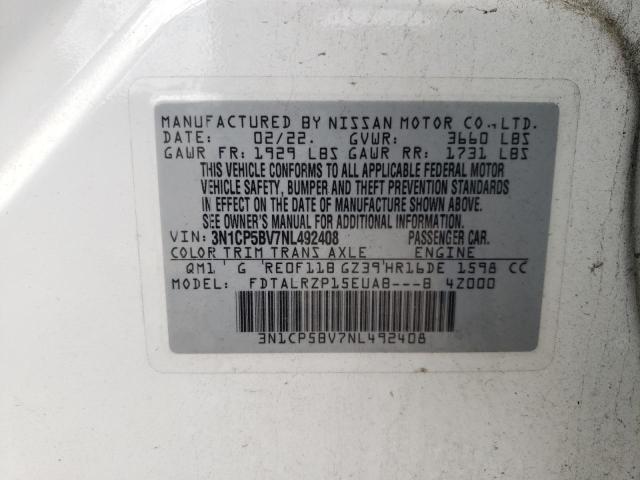 MANUFACTURED BY NISSAN MOTOR CO., LTD.
DATE: 02/22. GVWR: 3660 LBS
GAWR FR: 1929 LBS GAWR RR: 1731 LBS
THIS VEHICLE CONFORMS TO ALL APPLICABLE FEDERAL MOTOR
VEHICLE SAFETY, BUMPER AND THEFT PREVENTION STANDARDS
IN EFFECT ON THE DATE OF MANUFACTURE SHOWN ABOVE.
SEE OWNER'S MANUAL FOR ADDITIONAL INFORMATION.
VIN: 3N1CP5BV7NL492408 PASSENGER CAR.
COLOR TRIM TRANS AXLE ENGINE
QM1 G RE0F11B GZ39 HR16DE 1598 CC
MODEL: FDTALRZP15EUAB---B 4Z000
3N1CP5BV7NL492408